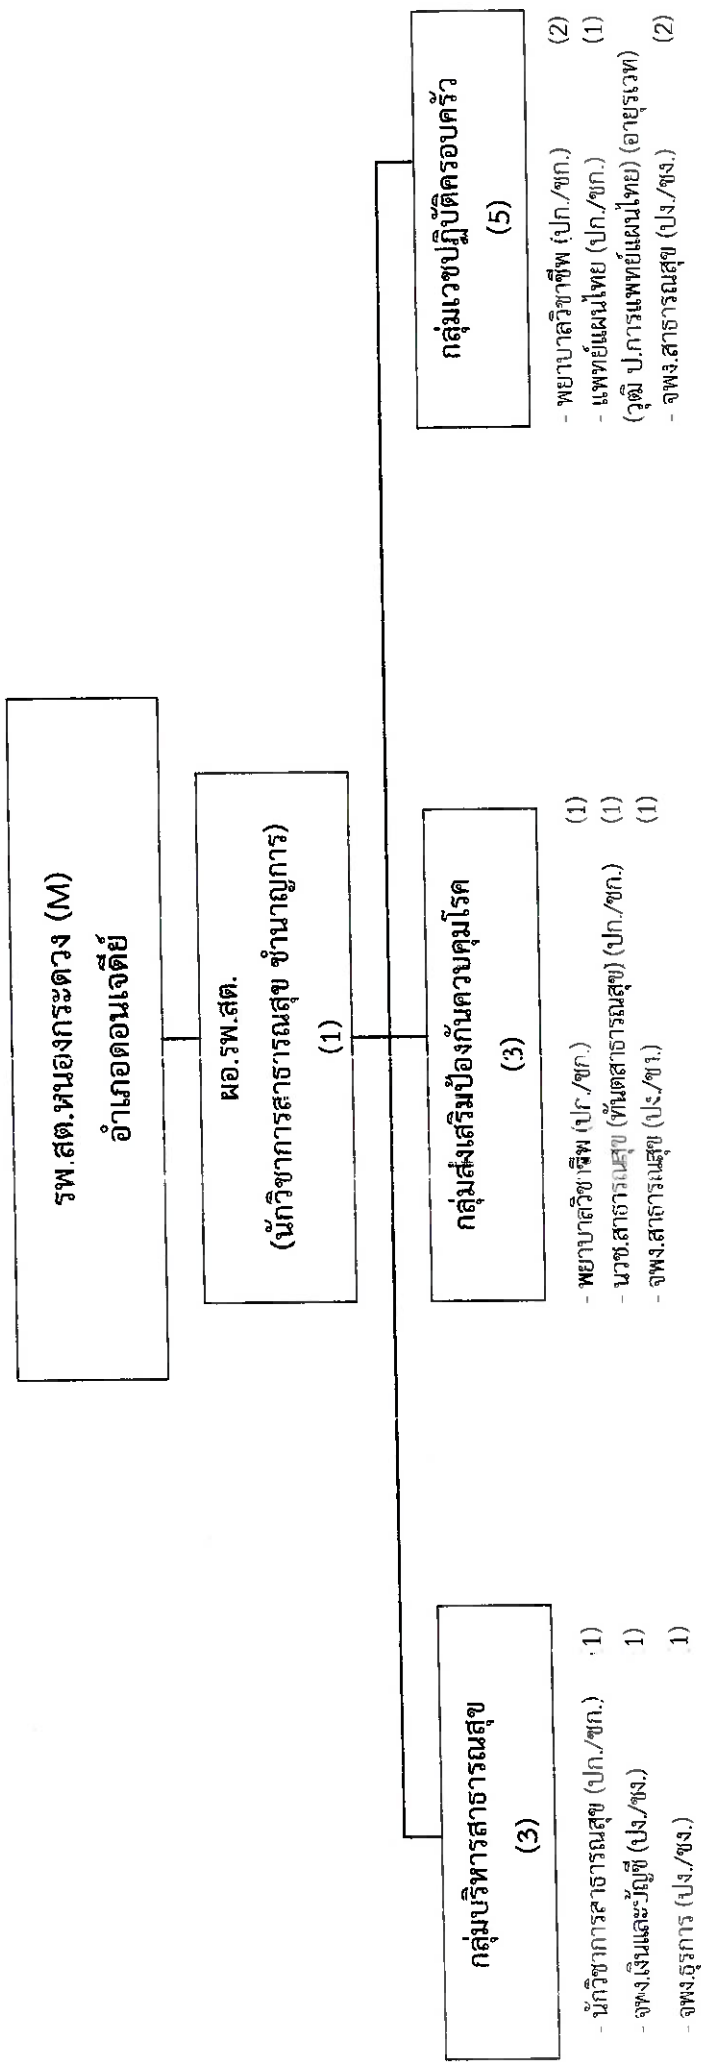 รพ.สต.หนองกระดวง (M)
อำเภอดอนเจดีย์
ผอ.รพ.สต.
(นักวิชาการสาธารณสุข ชำนาญการ)
(1)
กลุ่มบริหารสาธารณสุข
(3)
- นักวิชาการสาธารณสุข (ปก./ชก.) 1)
- จพง.เงินและบัญชี (ปง./ชง.) 1)
- จพง.ธุรการ (ปง./ชง.) 1)
กลุ่มส่งเสริมป้องกันควบคุมโรค
(3)
- พยาบาลวิชาชีพ (ปก./ชก.) (1)
- นวช.สาธารณสุข (ทันตสาธารณสุข) (ปก./ชก.) (1)
- จพง.สาธารณสุข (ปง./ชง.) (1)
กลุ่มเวชปฏิบัติครอบครัว
(5)
- พยาบาลวิชาชีพ (ปก./ชก.) (2)
- แพทย์แผนไทย (ปก./ชก.) (1)
(วุฒิ ป.การแพทย์แผนไทย) (อายุรเวท)
- จพง.สาธารณสุข (ปง./ชง.) (2)